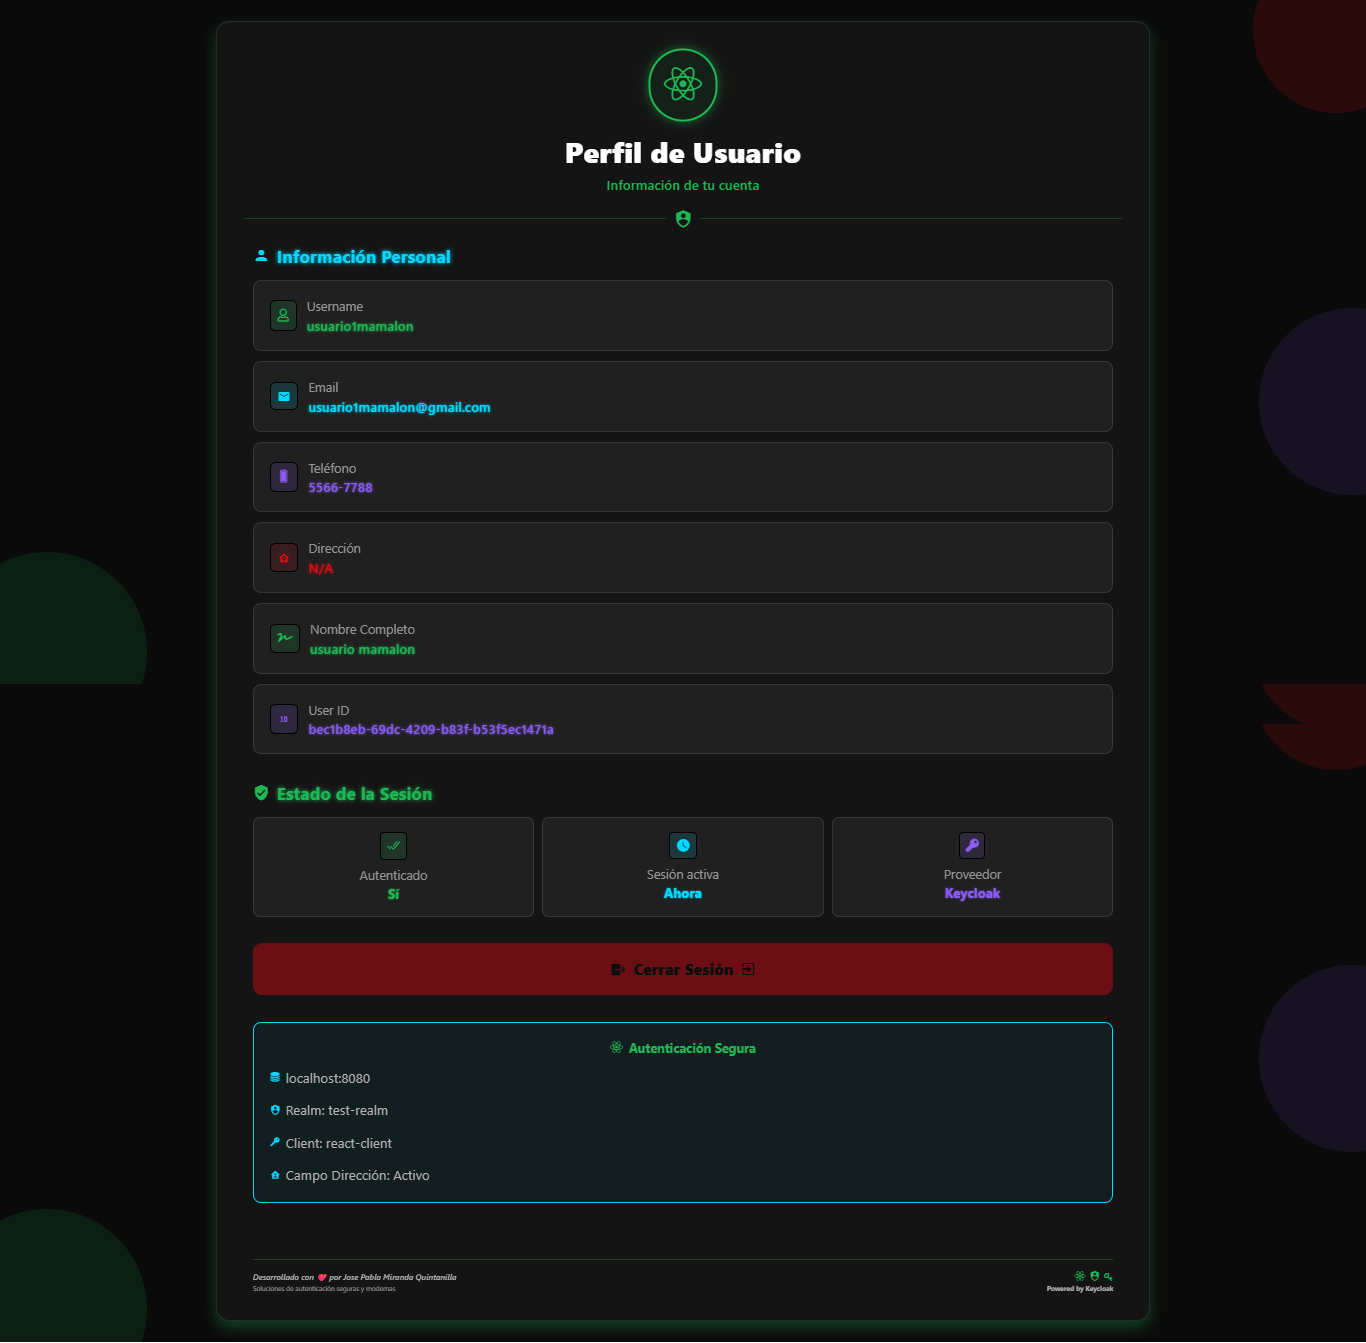 Perfil de Usuario
Información de tu cuenta
Información Personal
Username
usuario1mamalon
Email
usuario1mamalon@gmail.com
Teléfono
5566-7788
Dirección
N/A
Nombre Completo
usuario mamalon
ID
User ID
bec1b8eb-69dc-4209-b83f-b53f5ec1471a
Estado de la Sesión
Autenticado
Sí
Sesión activa
Ahora
Proveedor
Keycloak
Cerrar Sesión
Autenticación Segura
localhost:8080
Realm: test-realm
Client: react-client
Campo Dirección: Activo
Desarrollado con ❤️ por Jose Pablo Miranda Quintanilla
Soluciones de autenticación seguras y modernas
Powered by Keycloak